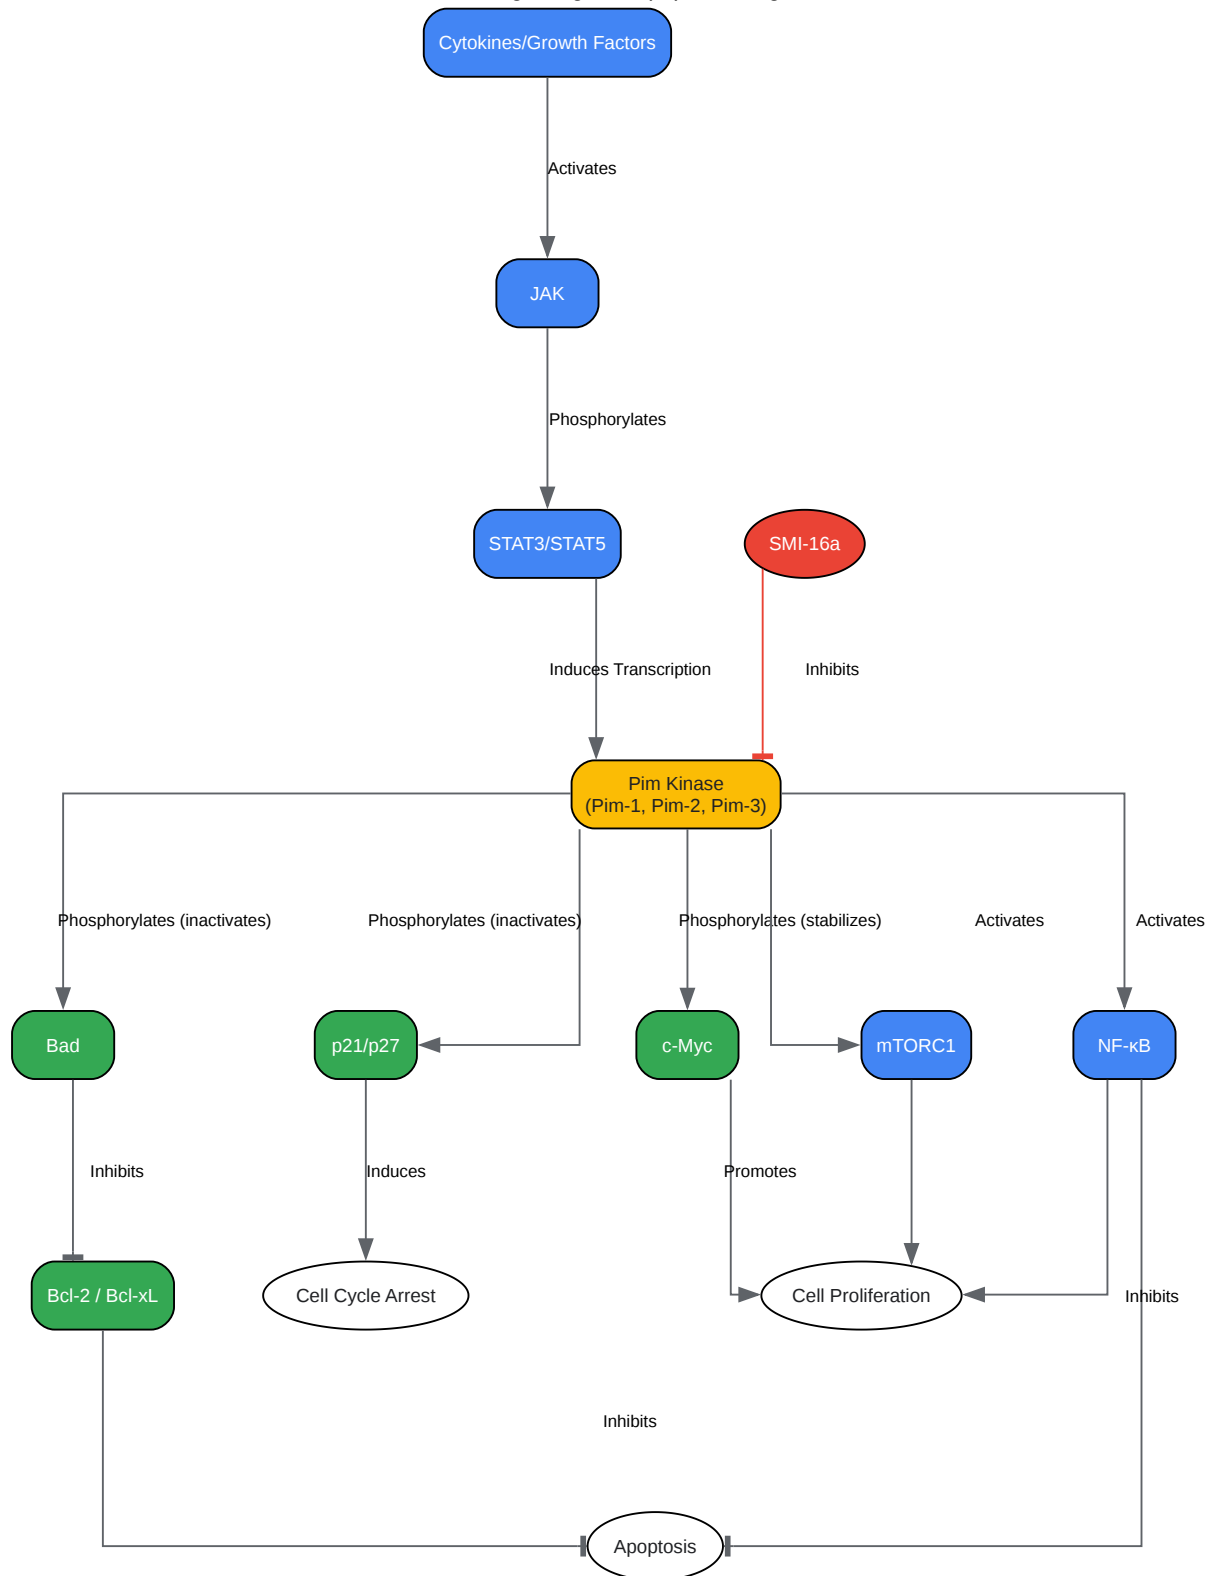 Cytokines/Growth Factors
Activates
JAK
Phosphorylates
STAT3/STAT5
SMI-16a
Induces Transcription
Inhibits
Pim Kinase
(Pim-1, Pim-2, Pim-3)
Phosphorylates (inactivates)
Phosphorylates (inactivates)
Phosphorylates (stabilizes)
Activates
Activates
Bad
p21/p27
c-Myc
mTORC1
NF-κB
Inhibits
Induces
Promotes
Bcl-2 / Bcl-xL
Cell Cycle Arrest
Cell Proliferation
Inhibits
Inhibits
Apoptosis